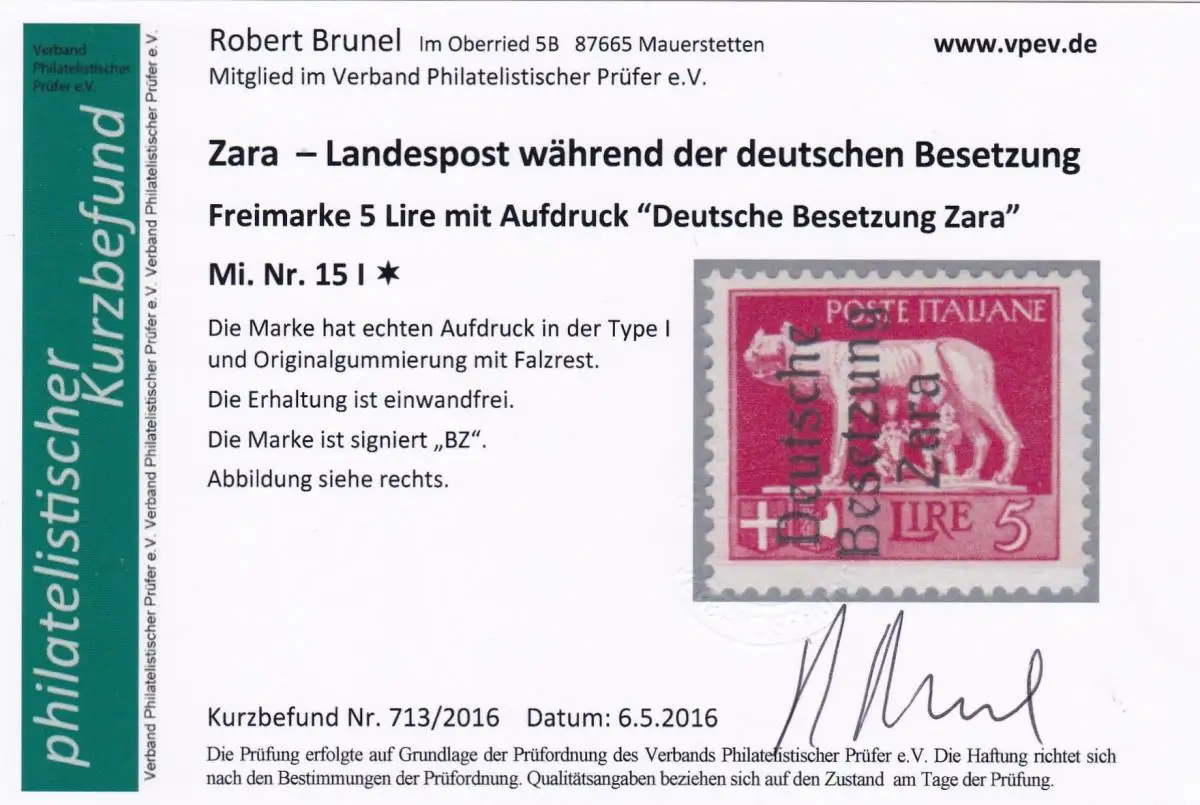 Verband
Philatelistischer
Prüfer e.V.
philatelistischer
Kurzbefund
Verband Philatelistischer Prüfer e.V. Verband Philatelistischer Prüfer e.V. Verband Philatelistischer Prüfer e.V. Verband Philatelistischer Prüfer e.V.
Robert Brunel Im Oberried 5B 87665 Mauerstetten
www.vpev.de
Mitglied im Verband Philatelistischer Prüfer e.V.
Zara – Landespost während der deutschen Besetzung
Freimarke 5 Lire mit Aufdruck “Deutsche Besetzung Zara”
Mi. Nr. 15 I ✶
Die Marke hat echten Aufdruck in der Type I
und Originalgummierung mit Falzrest.
Die Erhaltung ist einwandfrei.
Die Marke ist signiert „BZ“.
Abbildung siehe rechts.
POSTE ITALIANE
Deutsche
Besetzung
Zara
LIRE 5
Kurzbefund Nr. 713/2016 Datum: 6.5.2016
Die Prüfung erfolgte auf Grundlage der Prüfordnung des Verbands Philatelistischer Prüfer e.V. Die Haftung richtet sich
nach den Bestimmungen der Prüfordnung. Qualitätsangaben beziehen sich auf den Zustand am Tage der Prüfung.